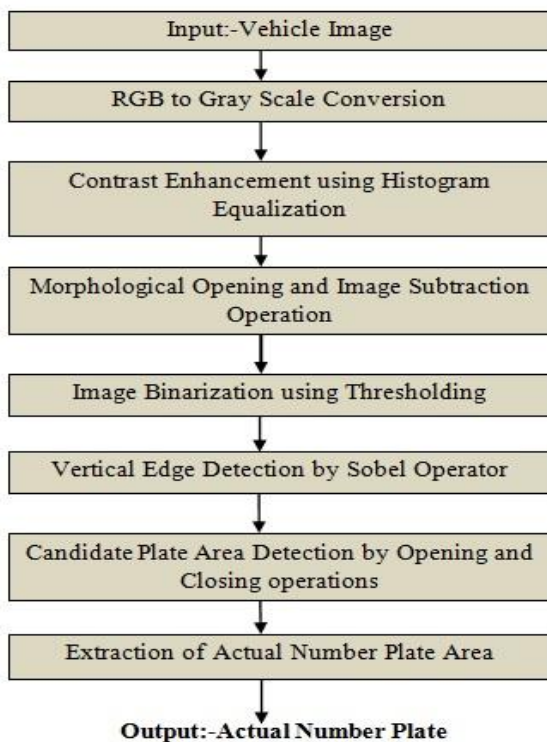 Input:-Vehicle Image
RGB to Gray Scale Conversion
Contrast Enhancement using Histogram
Equalization
Morphological Opening and Image Subtraction
Operation
Image Binarization using Thresholding
Vertical Edge Detection by Sobel Operator
Candidate Plate Area Detection by Opening and
Closing operations
Extraction of Actual Number Plate Area
Output:-Actual Number Plate